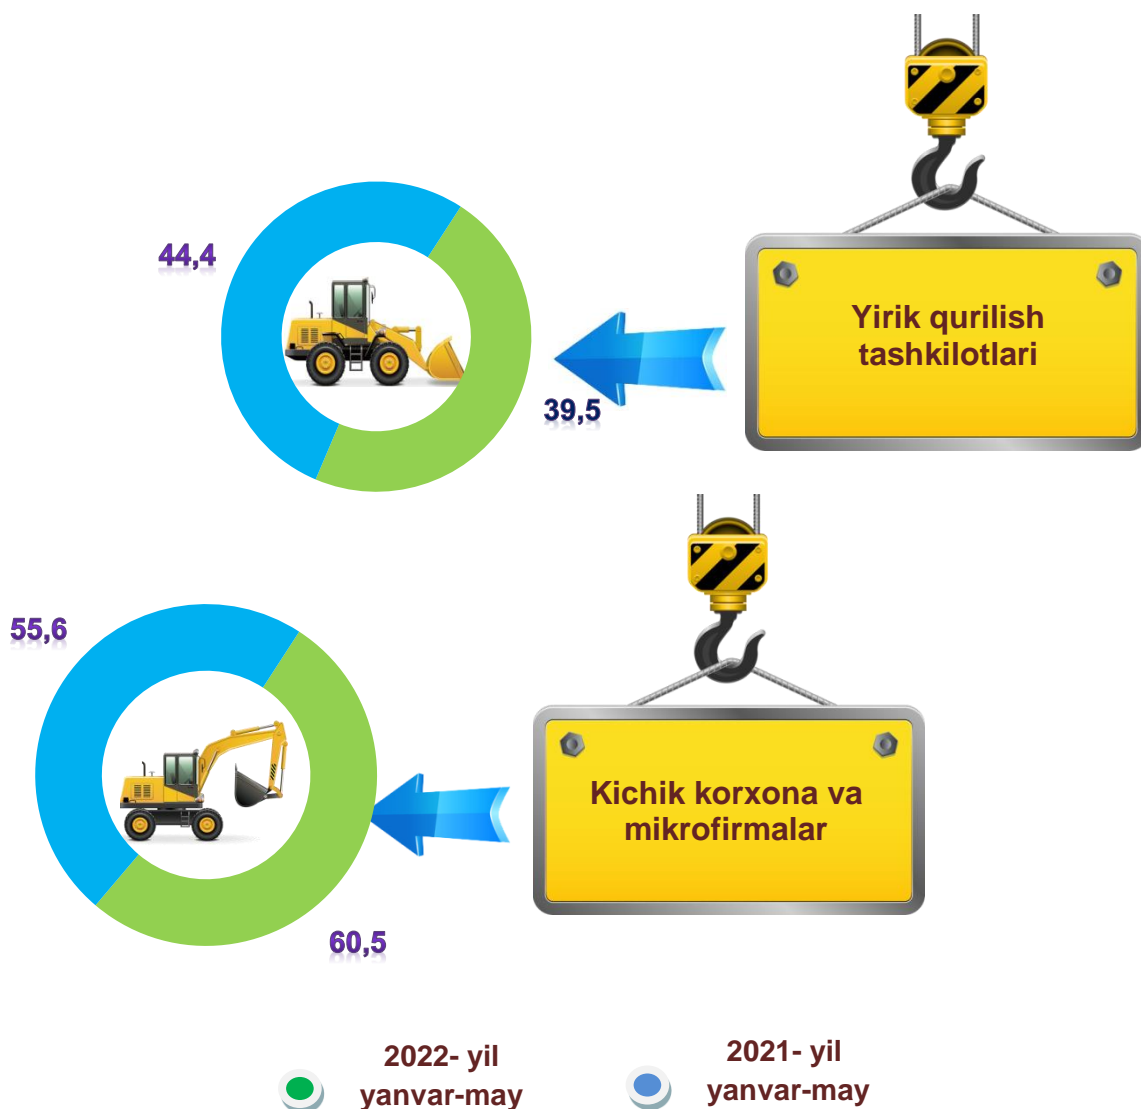 44,4
Yirik qurilish
tashkilotlari
39,5
55,6
Kichik korxona va
mikrofirmalar
60,5
2022- yil
yanvar-may
2021- yil
yanvar-may